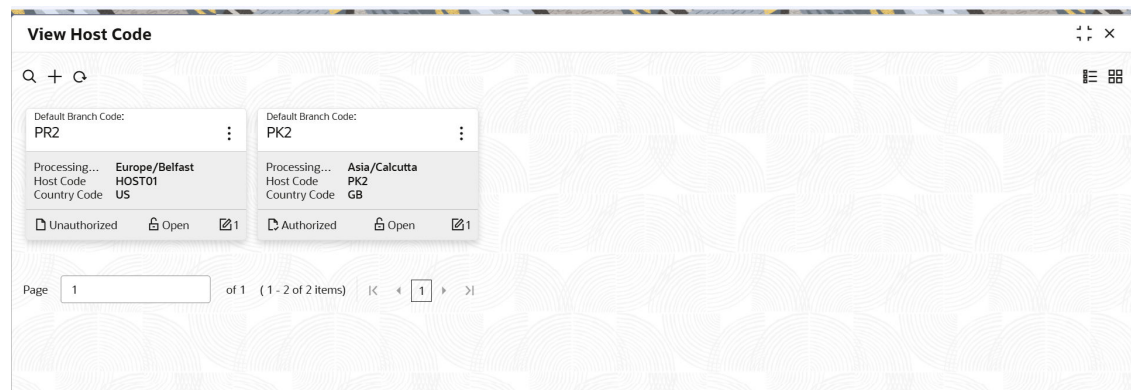 View Host Code
Default Branch Code:
PR2
Processing... Europe/Belfast
Host Code HOST01
Country Code US
Unauthorized Open 1
Default Branch Code:
PK2
Processing... Asia/Calcutta
Host Code PK2
Country Code GB
Authorized Open 1
Page 1 of 1 (1 - 2 of 2 items) 1